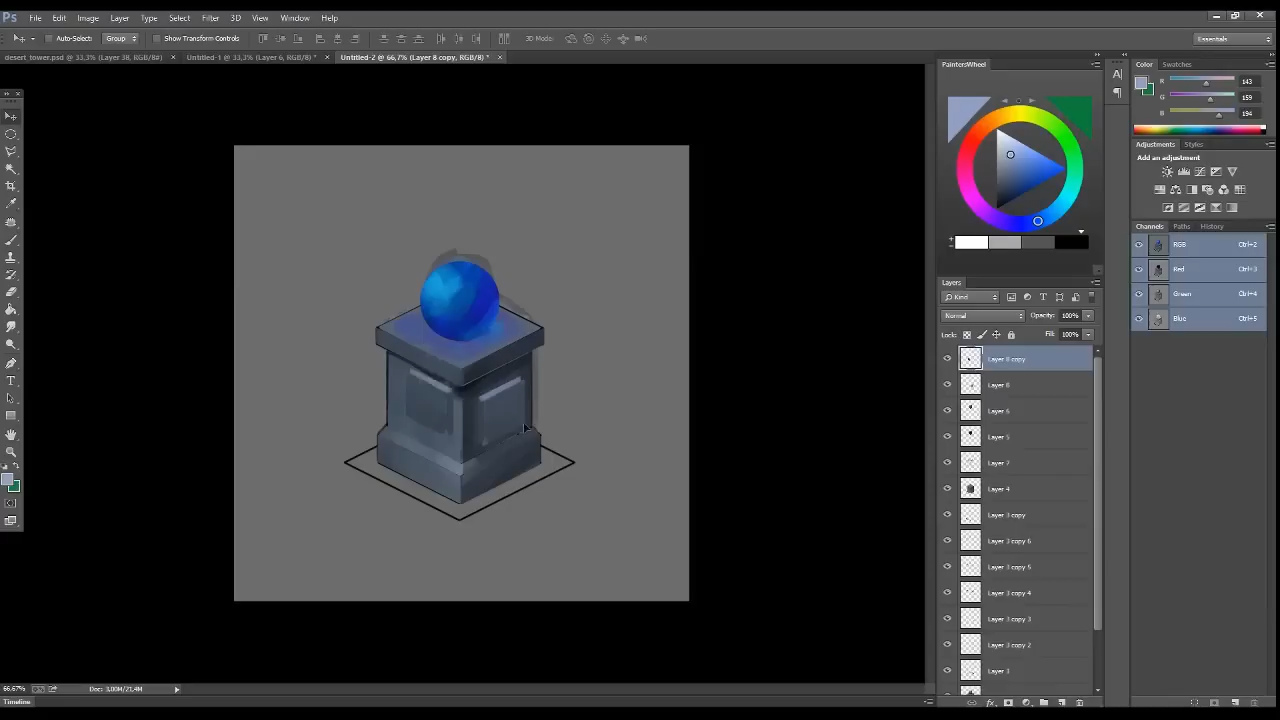 Ps File Edit Image Layer Type Select Filter 3D View Window Help
Auto-Select: Group Show Transform Controls 3D Mode: Essentials
desert_tower.psd @ 33,3% (Layer 38, RGB/8#) × Untitled-1 @ 33,3% (Layer 6, RGB/8) * × Untitled-2 @ 66,7% (Layer 8 copy, RGB/8) * ×
PaintersWheel
Color Swatches
R 143
G 159
B 194
Adjustments Styles
Add an adjustment
Channels Paths History
RGB Ctrl+2
Red Ctrl+3
Green Ctrl+4
Blue Ctrl+5
Layers
Kind
Normal Opacity: 100%
Lock: Fill: 100%
Layer 8 copy
Layer 8
Layer 6
Layer 5
Layer 7
Layer 4
Layer 3 copy
Layer 3 copy 6
Layer 3 copy 5
Layer 3 copy 4
Layer 3 copy 3
Layer 3 copy 2
Layer 3
66,67% Doc: 3,00M/21,4M
Timeline